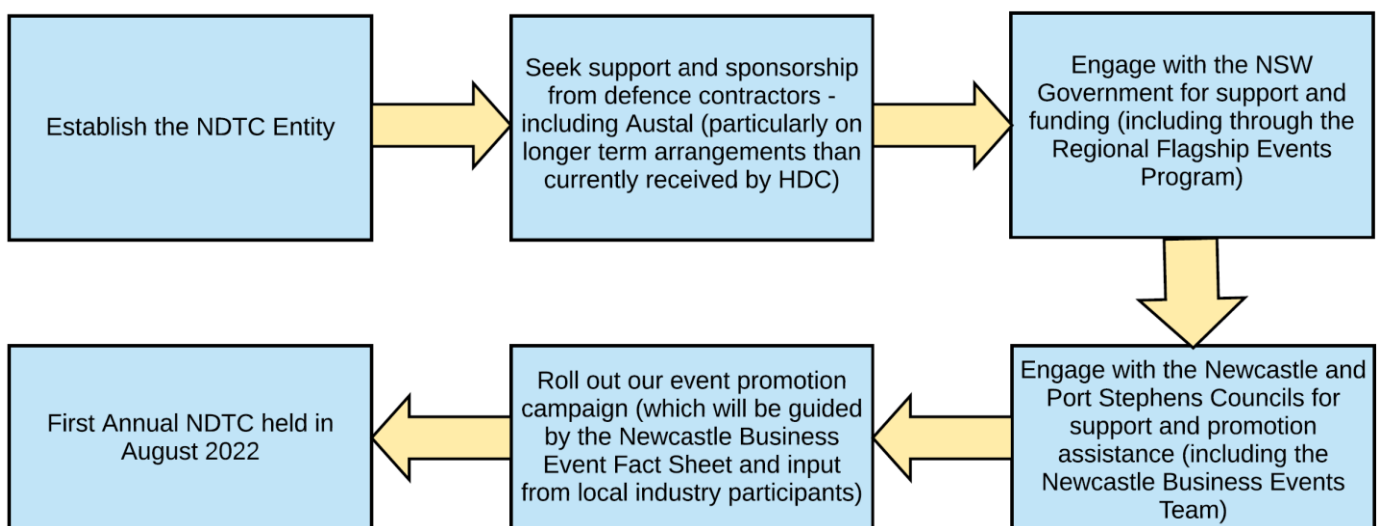 Establish the NDTC Entity
Seek support and sponsorship
from defence contractors -
including Austal (particularly on
longer term arrangements than
currently received by HDC)
Engage with the NSW
Government for support and
funding (including through the
Regional Flagship Events
Program)
Engage with the Newcastle and
Port Stephens Councils for
support and promotion
assistance (including the
Newcastle Business Events
Team)
Roll out our event promotion
campaign (which will be guided
by the Newcastle Business
Event Fact Sheet and input
from local industry participants)
First Annual NDTC held in
August 2022